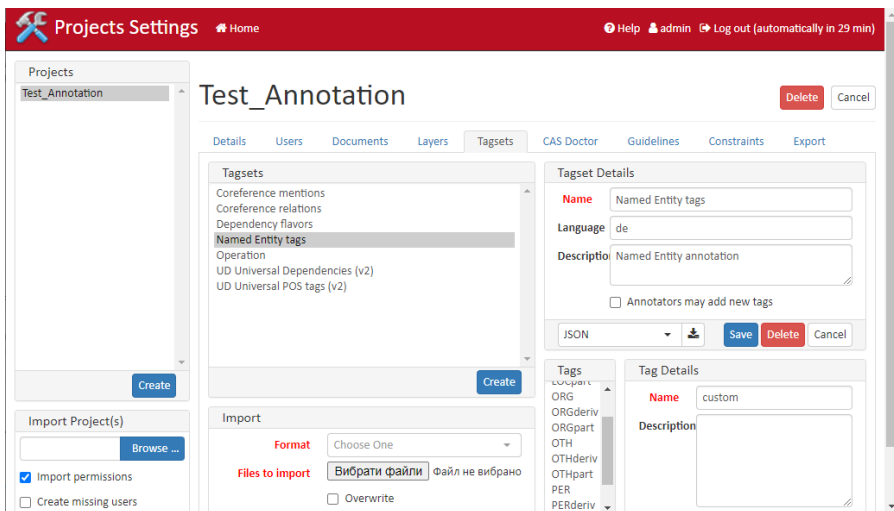 Projects Settings Home Help admin Log out (automatically in 29 min)
Projects
Test_Annotation
Create
Import Project(s)
Browse ...
Import permissions
Create missing users
Test_Annotation
Delete Cancel
Details Users Documents Layers Tagsets CAS Doctor Guidelines Constraints Export
Tagsets
Coreference mentions
Coreference relations
Dependency flavors
Named Entity tags
Operation
UD Universal Dependencies (v2)
UD Universal POS tags (v2)
Create
Import
Format Choose One
Files to import Вибрати файли Файл не вибрано
Overwrite
Tagset Details
Name Named Entity tags
Language de
Descriptio Named Entity annotation
Annotators may add new tags
JSON Save Delete Cancel
Tags
LOCpart
ORG
ORGderiv
ORGpart
OTH
OTHderiv
OTHpart
PER
PERderiv
Tag Details
Name custom
Description